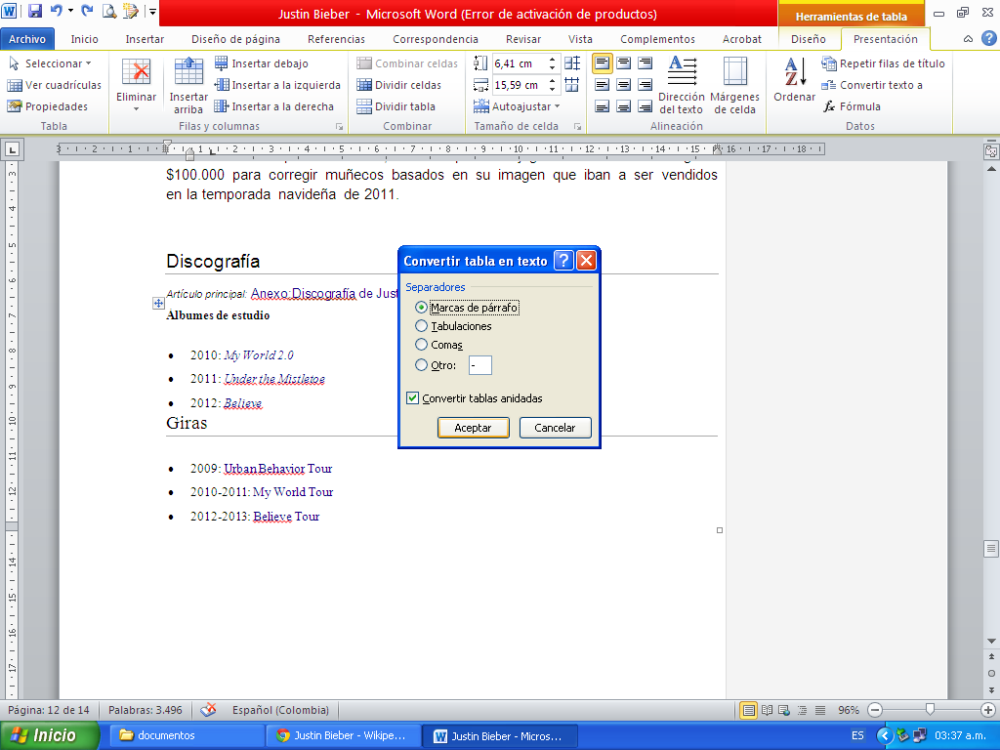 Justin Bieber - Microsoft Word (Error de activación de productos)
Herramientas de tabla
Archivo Inicio Insertar Diseño de página Referencias Correspondencia Revisar Vista Complementos Acrobat Diseño Presentación
Seleccionar
Ver cuadrículas
Propiedades
Tabla
Eliminar
Insertar arriba
Insertar debajo
Insertar a la izquierda
Insertar a la derecha
Filas y columnas
Combinar celdas
Dividir celdas
Dividir tabla
Combinar
6,41 cm
15,59 cm
Autoajustar
Tamaño de celda
Dirección del texto
Márgenes de celda
Alineación
Ordenar
Repetir filas de título
Convertir texto a
Fórmula
Datos
$100.000 para corregir muñecos basados en su imagen que iban a ser vendidos
en la temporada navideña de 2011.
Discografía
Artículo principal: Anexo:Discografía de Just
Álbumes de estudio
• 2010: My World 2.0
• 2011: Under the Mistletoe
• 2012: Believe
Giras
• 2009: Urban Behavior Tour
• 2010-2011: My World Tour
• 2012-2013: Believe Tour
Convertir tabla en texto
Separadores
Marcas de párrafo
Tabulaciones
Comas
Otro: -
Convertir tablas anidadas
Aceptar Cancelar
Página: 12 de 14 Palabras: 3.496 Español (Colombia) 96%
Inicio documentos Justin Bieber - Wikipe... Justin Bieber - Micros... ES 03:37 a.m.